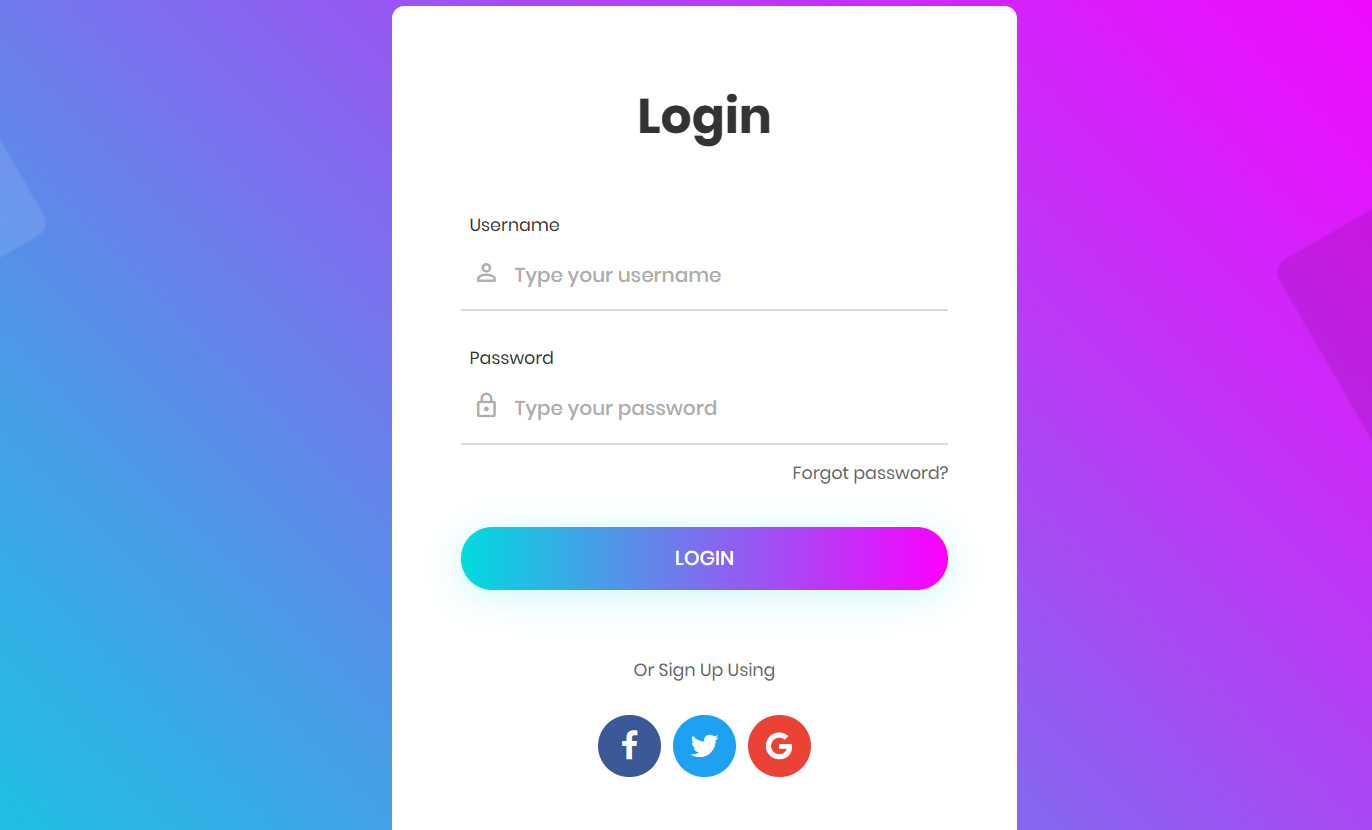 Login
Username
Type your username
Password
Type your password
Forgot password?
LOGIN
Or Sign Up Using